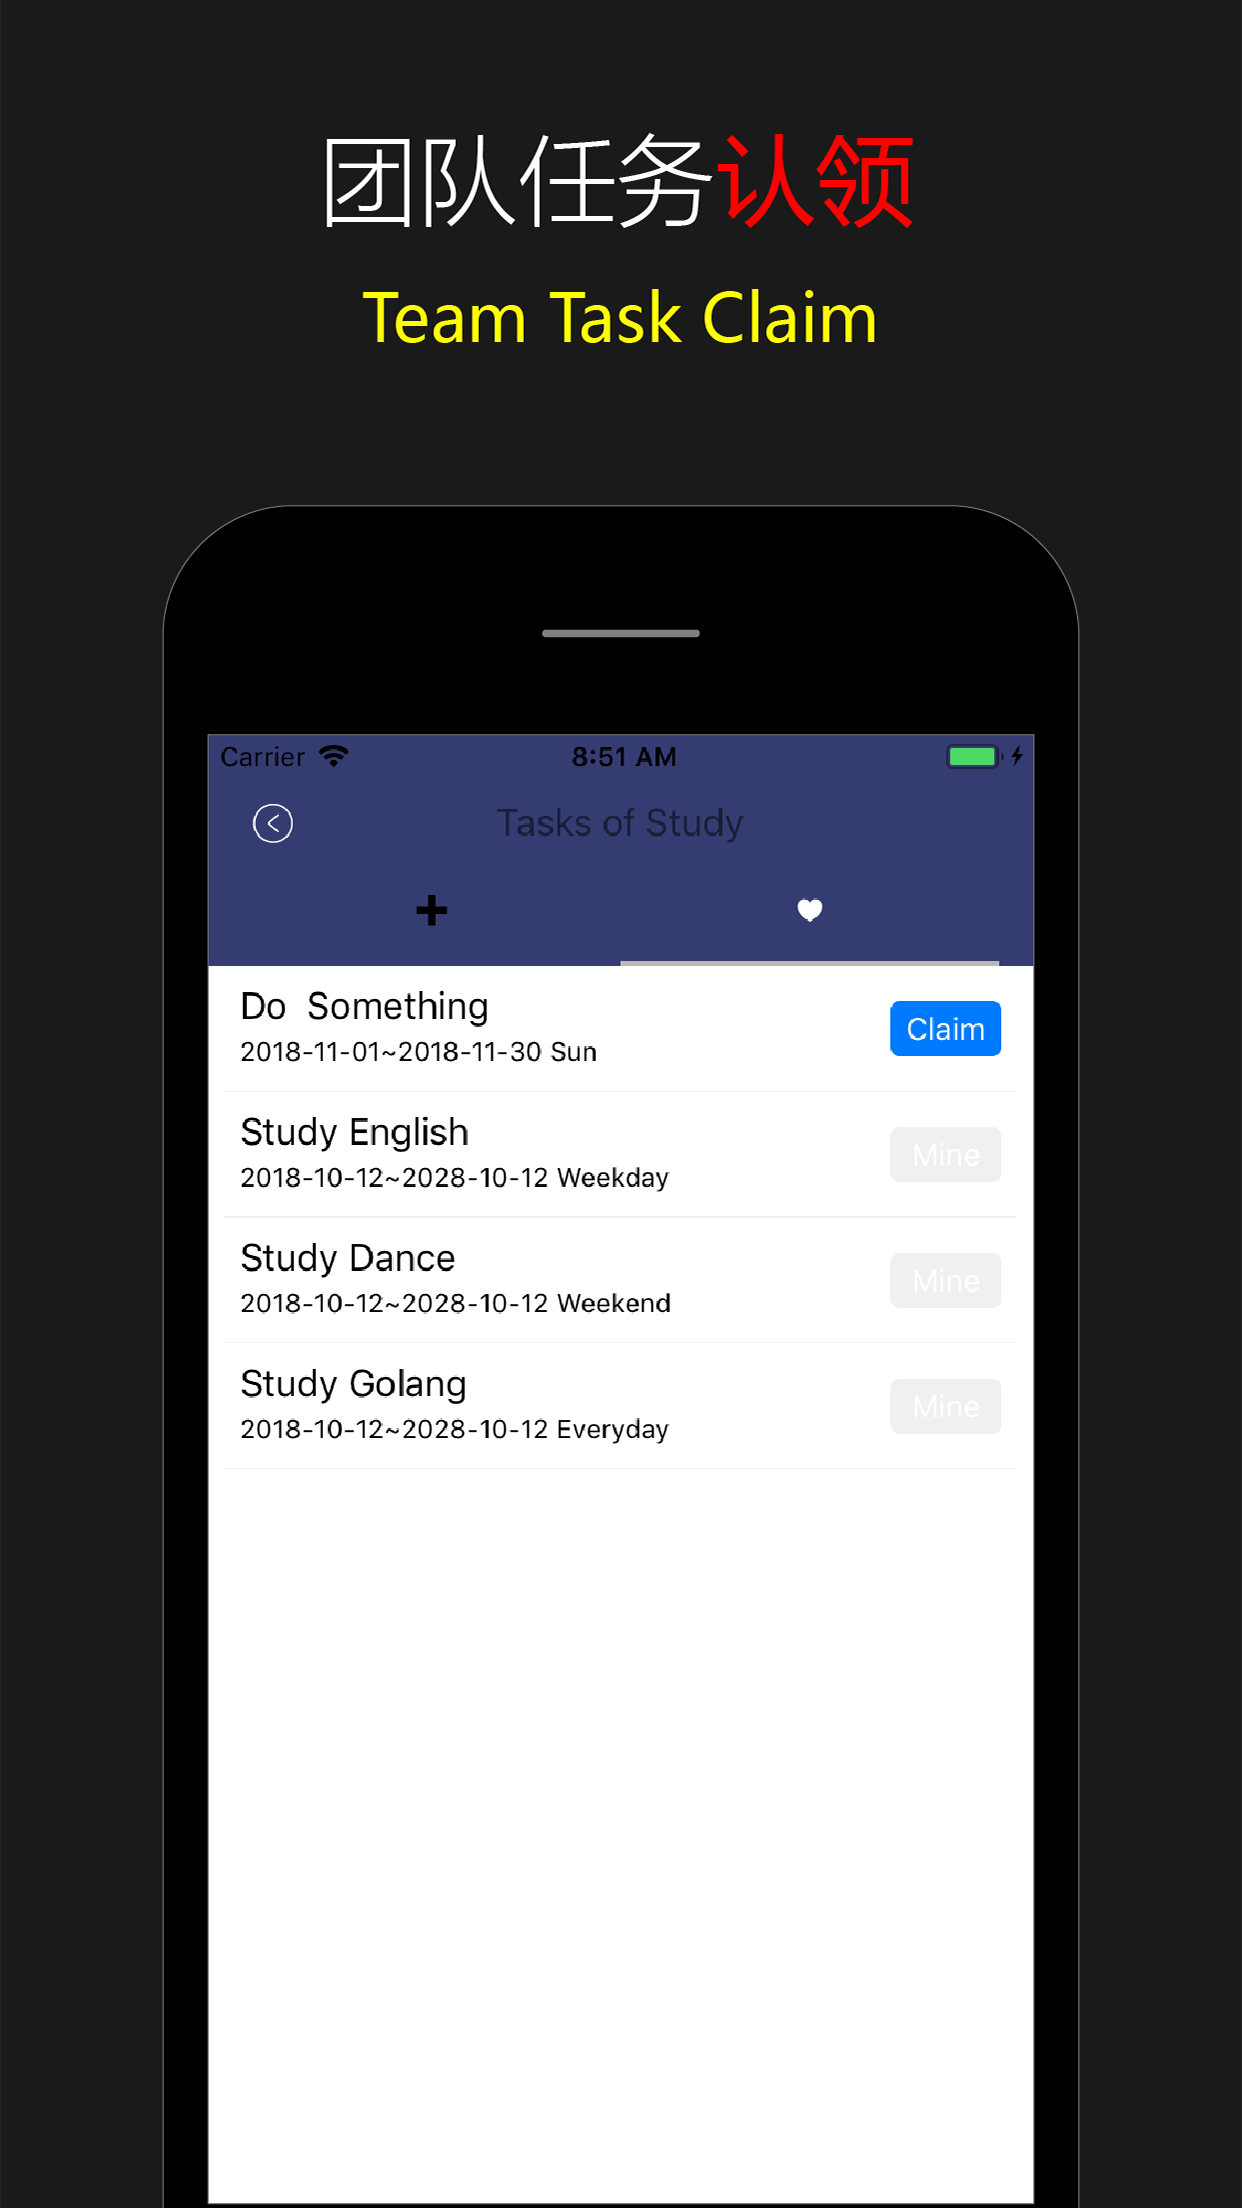 团队任务认领
Team Task Claim
Carrier 8:51 AM
Tasks of Study
Do  Something
2018-11-01~2018-11-30 Sun
Claim
Study English
2018-10-12~2028-10-12 Weekday
Mine
Study Dance
2018-10-12~2028-10-12 Weekend
Mine
Study Golang
2018-10-12~2028-10-12 Everyday
Mine